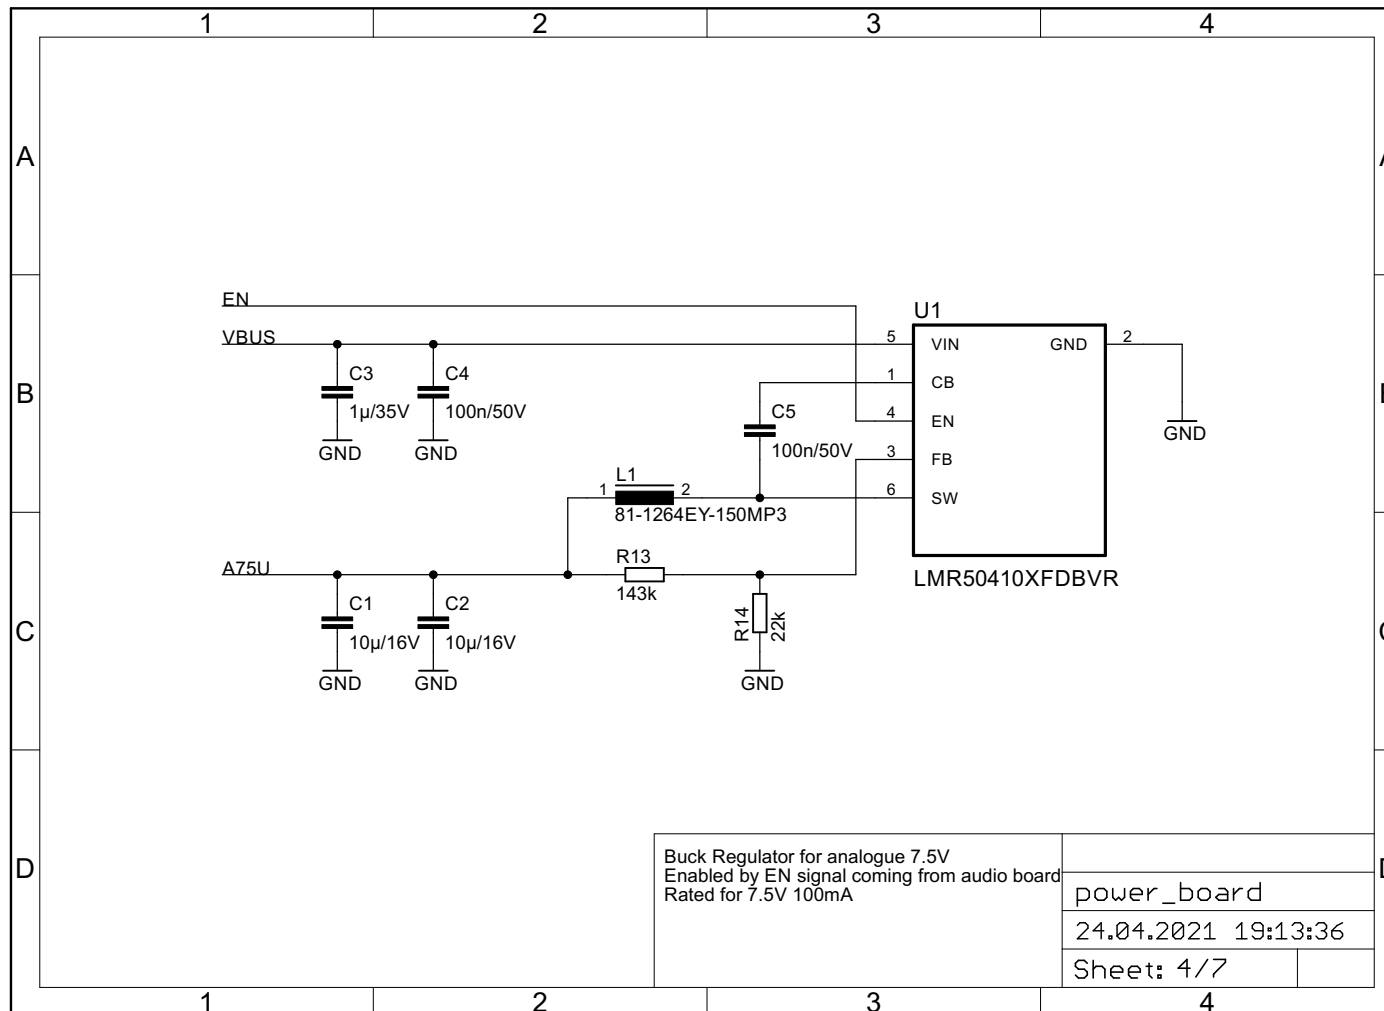 1 2 3 4
A A
EN
U1
VBUS
5 VIN GND 2
C3 C4
1 CB
B B
1µ/35V 100n/50V
C5
4 EN
GND GND
GND
100n/50V
3 FB
L1
1 2
6 SW
81-1264EY-150MP3
R13
A75U
LMR50410XFDBVR
143k
C1 C2
R14 22k
C C
10µ/16V 10µ/16V
GND GND GND
Buck Regulator for analogue 7.5V
D D
Enabled by EN signal coming from audio board
Rated for 7.5V 100mA
power_board
24.04.2021 19:13:36
Sheet: 4/7
1 2 3 4